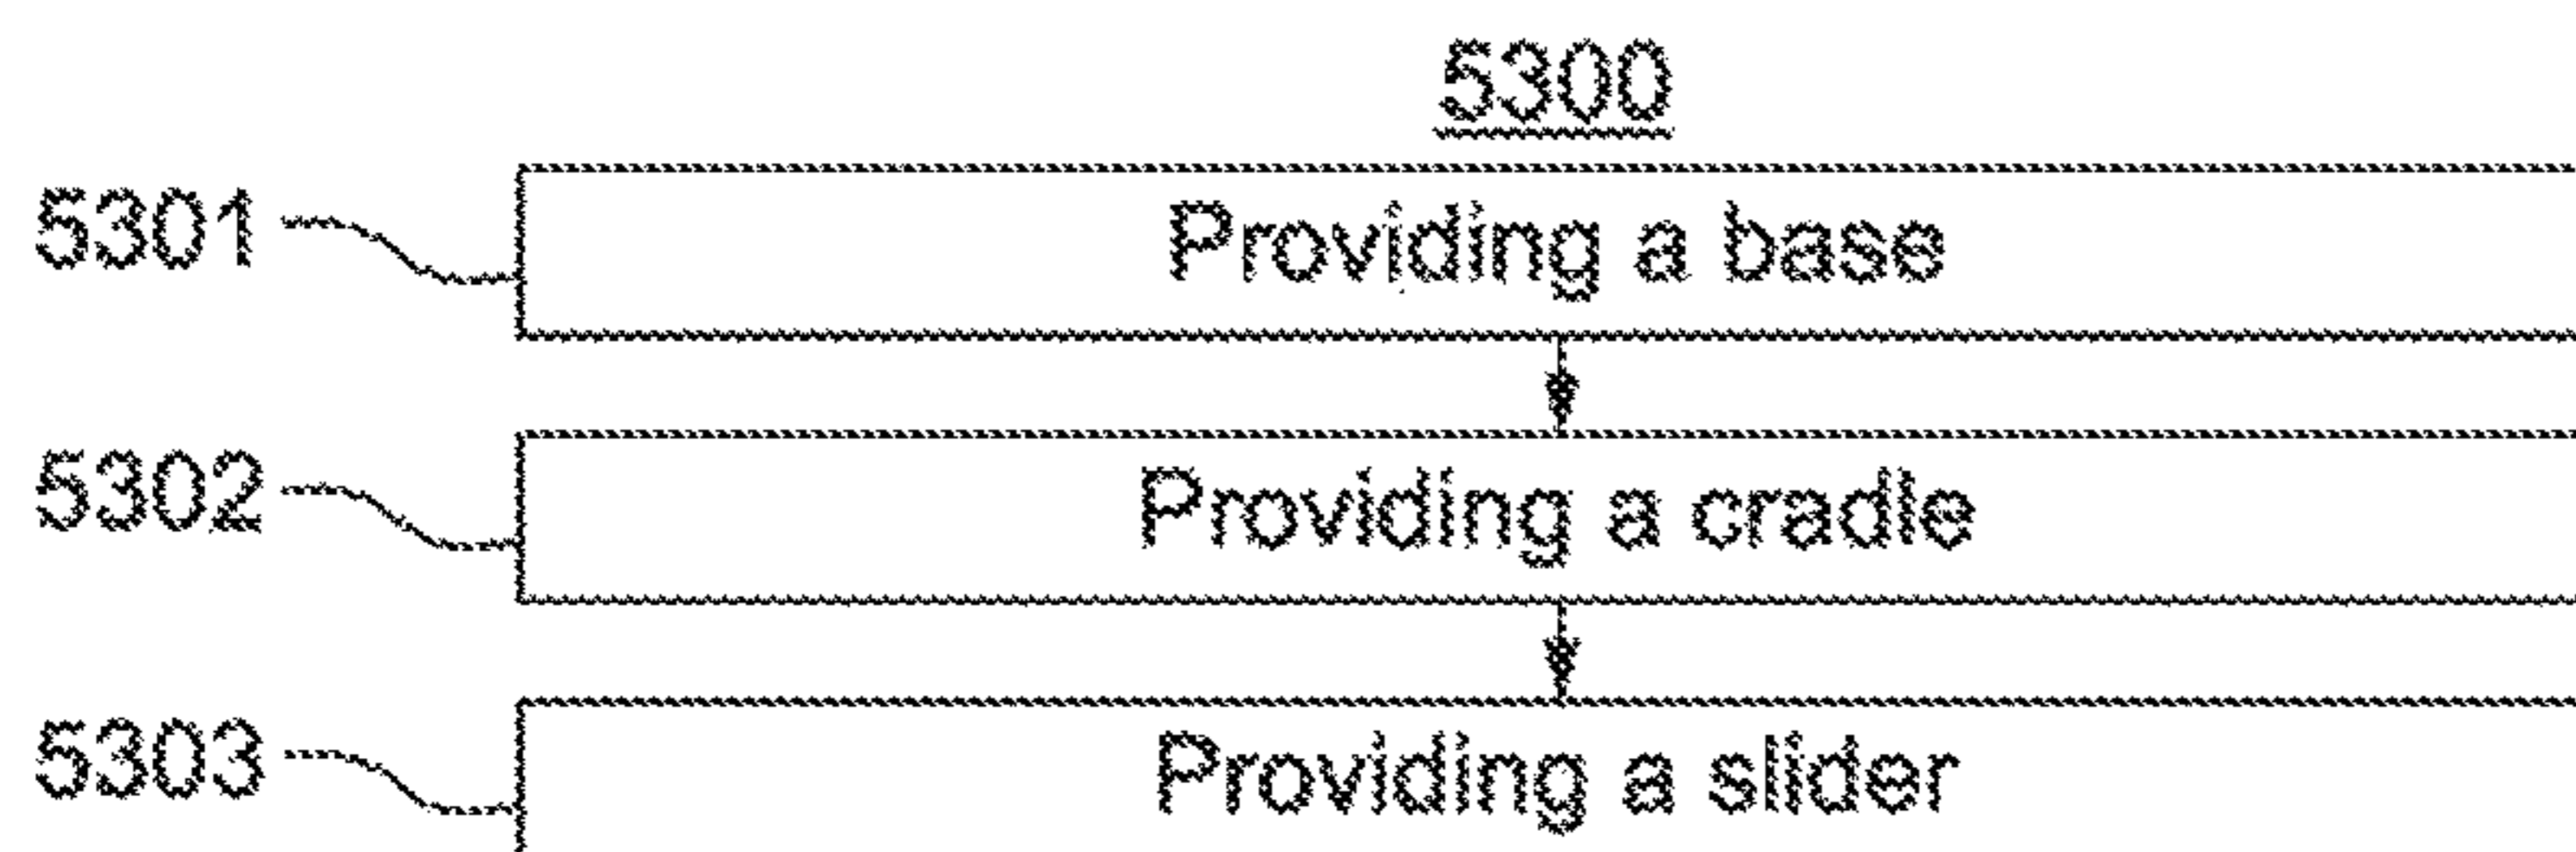 5300
5301 Providing a base
5302 Providing a cradle
5303 Providing a slider